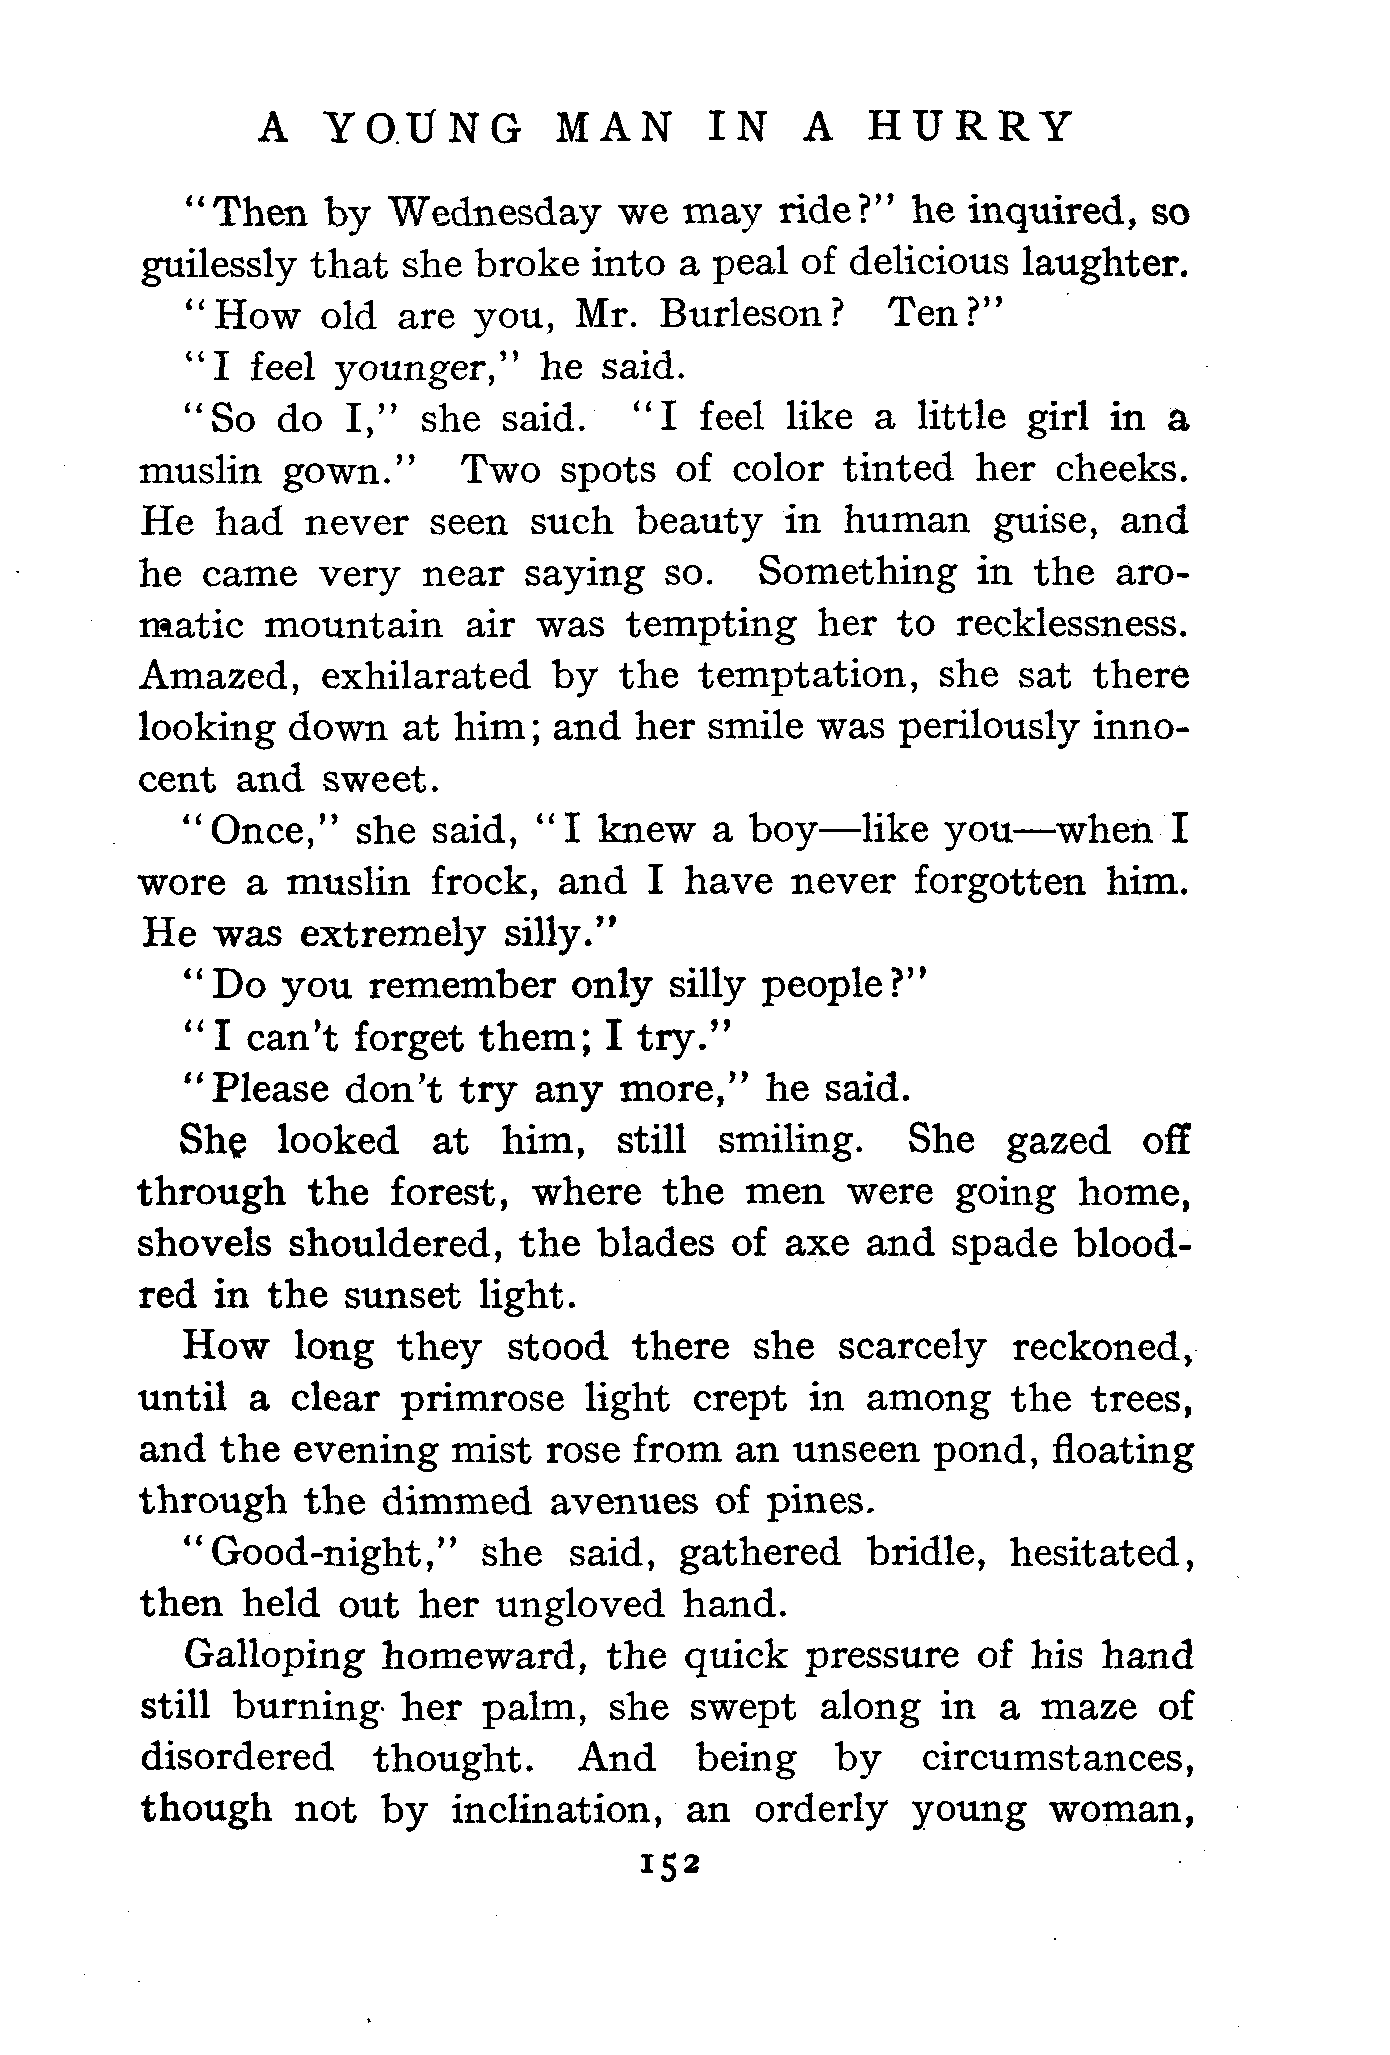 A YOUNG MAN IN A HURRY
"Then by Wednesday we may ride?" he inquired, so
guilessly that she broke into a peal of delicious laughter.
"How old are you, Mr. Burleson? Ten?"
"I feel younger," he said.
"So do I," she said. "I feel like a little girl in a
muslin gown." Two spots of color tinted her cheeks.
He had never seen such beauty in human guise, and
he came very near saying so. Something in the aro-
matic mountain air was tempting her to recklessness.
Amazed, exhilarated by the temptation, she sat there
looking down at him; and her smile was perilously inno-
cent and sweet.
"Once," she said, "I knew a boy—like you—when I
wore a muslin frock, and I have never forgotten him.
He was extremely silly."
"Do you remember only silly people?"
"I can't forget them; I try."
"Please don't try any more," he said.
She looked at him, still smiling. She gazed off
through the forest, where the men were going home,
shovels shouldered, the blades of axe and spade blood-
red in the sunset light.
How long they stood there she scarcely reckoned,
until a clear primrose light crept in among the trees,
and the evening mist rose from an unseen pond, floating
through the dimmed avenues of pines.
"Good-night," she said, gathered bridle, hesitated,
then held out her ungloved hand.
Galloping homeward, the quick pressure of his hand
still burning her palm, she swept along in a maze of
disordered thought. And being by circumstances,
though not by inclination, an orderly young woman,
152